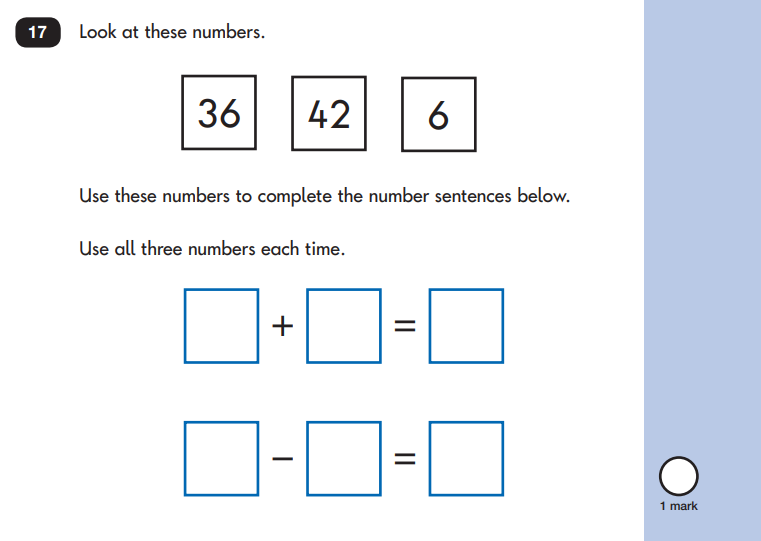 17 Look at these numbers.
36 42 6
Use these numbers to complete the number sentences below.
Use all three numbers each time.
+ =
− =
1 mark